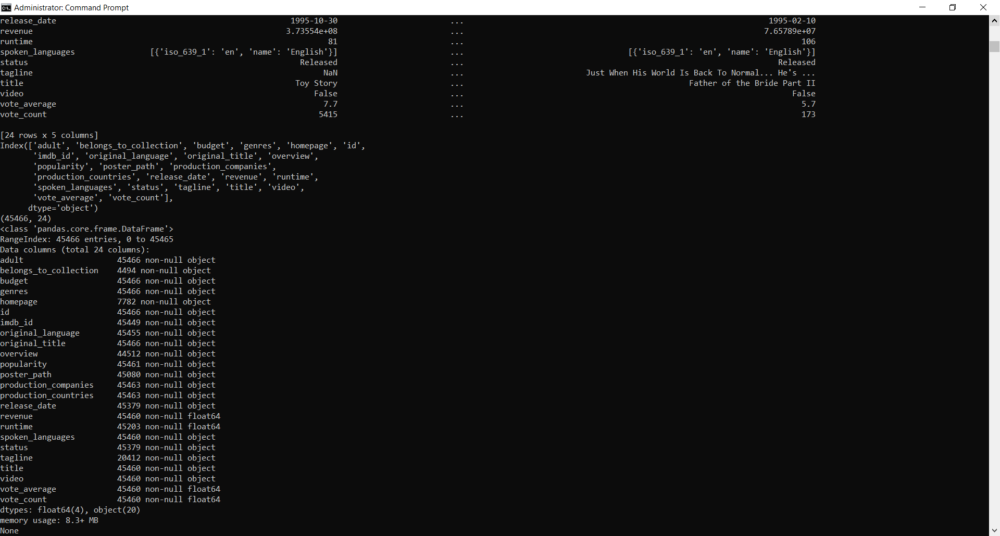 Administrator: Command Prompt
release_date 1995-10-30 ... 1995-02-10
revenue 3.73554e+08 ... 7.65789e+07
runtime 81 ... 106
spoken_languages [{'iso_639_1': 'en', 'name': 'English'}] ... [{'iso_639_1': 'en', 'name': 'English'}]
status Released ... Released
tagline NaN ... Just When His World Is Back To Normal... He's ...
title Toy Story ... Father of the Bride Part II
video False ... False
vote_average 7.7 ... 5.7
vote_count 5415 ... 173
[24 rows x 5 columns]
Index(['adult', 'belongs_to_collection', 'budget', 'genres', 'homepage', 'id',
'imdb_id', 'original_language', 'original_title', 'overview',
'popularity', 'poster_path', 'production_companies',
'production_countries', 'release_date', 'revenue', 'runtime',
'spoken_languages', 'status', 'tagline', 'title', 'video',
'vote_average', 'vote_count'],
dtype='object')
(45466, 24)
<class 'pandas.core.frame.DataFrame'>
RangeIndex: 45466 entries, 0 to 45465
Data columns (total 24 columns):
adult 45466 non-null object
belongs_to_collection 4494 non-null object
budget 45466 non-null object
genres 45466 non-null object
homepage 7782 non-null object
id 45466 non-null object
imdb_id 45449 non-null object
original_language 45455 non-null object
original_title 45466 non-null object
overview 44512 non-null object
popularity 45461 non-null object
poster_path 45080 non-null object
production_companies 45463 non-null object
production_countries 45463 non-null object
release_date 45379 non-null object
revenue 45460 non-null float64
runtime 45203 non-null float64
spoken_languages 45460 non-null object
status 45379 non-null object
tagline 20412 non-null object
title 45460 non-null object
video 45460 non-null object
vote_average 45460 non-null float64
vote_count 45460 non-null float64
dtypes: float64(4), object(20)
memory usage: 8.3+ MB
None